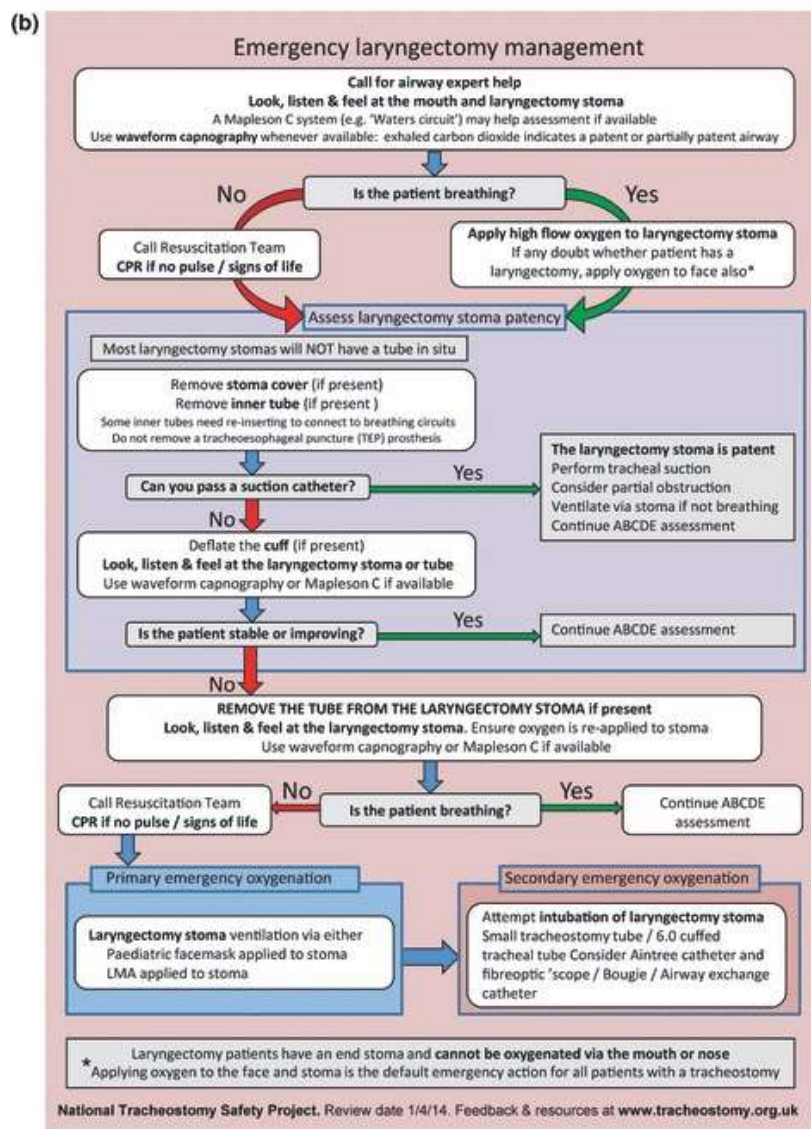 (b)
Emergency laryngectomy management
Call for airway expert help
Look, listen & feel at the mouth and laryngectomy stoma
A Mapleson C system (e.g. 'Waters circuit') may help assessment if available
Use waveform capnography whenever available: exhaled carbon dioxide indicates a patent or partially patent airway
No
Is the patient breathing?
Yes
Call Resuscitation Team
CPR if no pulse / signs of life
Apply high flow oxygen to laryngectomy stoma
If any doubt whether patient has a
laryngectomy, apply oxygen to face also*
Assess laryngectomy stoma patency
Most laryngectomy stomas will NOT have a tube in situ
Remove stoma cover (if present)
Remove inner tube (if present )
Some inner tubes need re-inserting to connect to breathing circuits
Do not remove a tracheoesophageal puncture (TEP) prosthesis
Can you pass a suction catheter?
Yes
The laryngectomy stoma is patent
Perform tracheal suction
Consider partial obstruction
Ventilate via stoma if not breathing
Continue ABCDE assessment
No
Deflate the cuff (if present)
Look, listen & feel at the laryngectomy stoma or tube
Use waveform capnography or Mapleson C if available
Is the patient stable or improving?
Yes
Continue ABCDE assessment
No
REMOVE THE TUBE FROM THE LARYNGECTOMY STOMA if present
Look, listen & feel at the laryngectomy stoma. Ensure oxygen is re-applied to stoma
Use waveform capnography or Mapleson C if available
Call Resuscitation Team
CPR if no pulse / signs of life
No
Is the patient breathing?
Yes
Continue ABCDE
assessment
Primary emergency oxygenation
Laryngectomy stoma ventilation via either
Paediatric facemask applied to stoma
LMA applied to stoma
Secondary emergency oxygenation
Attempt intubation of laryngectomy stoma
Small tracheostomy tube / 6.0 cuffed
tracheal tube Consider Aintree catheter and
fibreoptic 'scope / Bougie / Airway exchange
catheter
Laryngectomy patients have an end stoma and cannot be oxygenated via the mouth or nose
*Applying oxygen to the face and stoma is the default emergency action for all patients with a tracheostomy
National Tracheostomy Safety Project. Review date 1/4/14. Feedback & resources at www.tracheostomy.org.uk